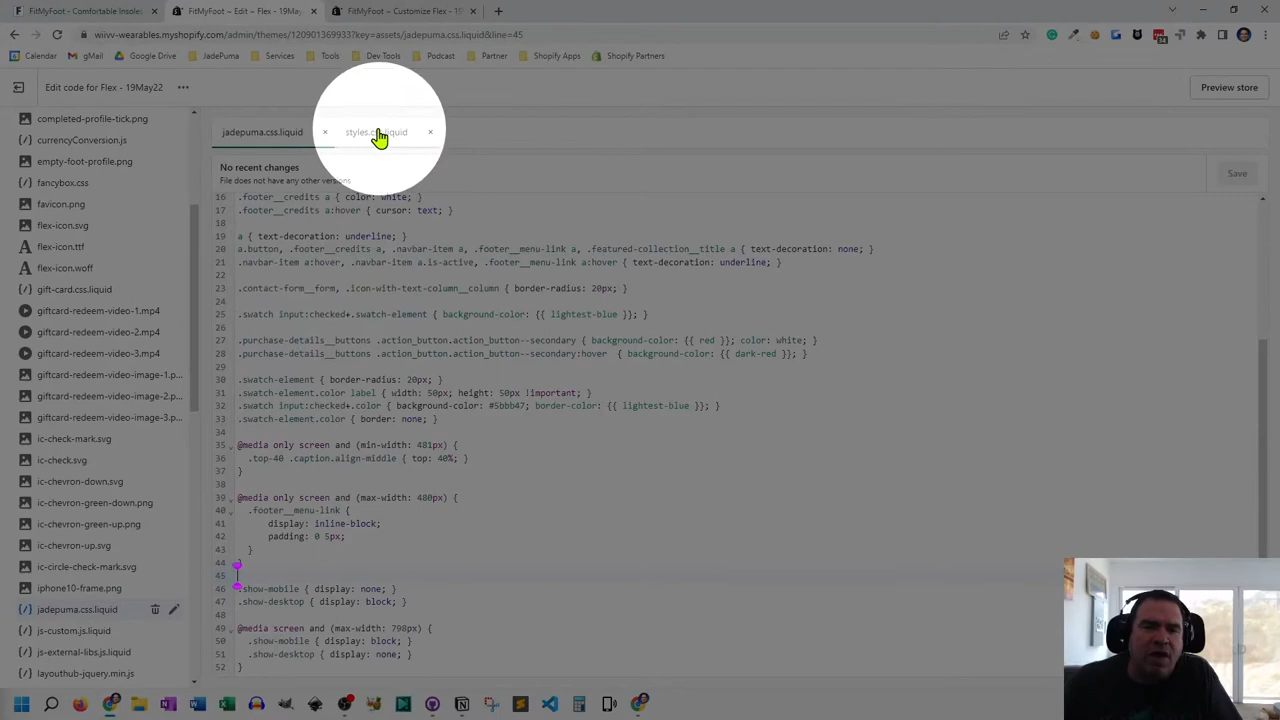 FitMyFoot - Comfortable Insoles
FitMyFoot ~ Edit ~ Flex - 19May
FitMyFoot ~ Customize Flex - 19
wiivv-wearables.myshopify.com/admin/themes/120901369933?key=assets/jadepuma.css.liquid&line=45
Calendar gMail Google Drive JadePuma Services Tools Dev Tools Podcast Partner Shopify Apps Shopify Partners
Edit code for Flex - 19May22 •••
Preview store
completed-profile-tick.png
currencyConversion.js
empty-foot-profile.png
fancybox.css
favicon.png
flex-icon.svg
flex-icon.ttf
flex-icon.woff
gift-card.css.liquid
giftcard-redeem-video-1.mp4
giftcard-redeem-video-2.mp4
giftcard-redeem-video-3.mp4
giftcard-redeem-video-image-1.p...
giftcard-redeem-video-image-2.p...
giftcard-redeem-video-image-3.p...
ic-check-mark.svg
ic-check.svg
ic-chevron-down.svg
ic-chevron-green-down.png
ic-chevron-green-up.png
ic-chevron-up.svg
ic-circle-check-mark.svg
iphone10-frame.png
jadepuma.css.liquid
js-custom.js.liquid
js-external-libs.js.liquid
layouthub-jquery.min.js
jadepuma.css.liquid × styles.css.liquid ×
No recent changes
File does not have any other versions
Save
16 .footer__credits a { color: white; }
17 .footer__credits a:hover { cursor: text; }
18
19 a { text-decoration: underline; }
20 a.button, .footer__credits a, .navbar-item a, .footer__menu-link a, .featured-collection__title a { text-decoration: none; }
21 .navbar-item a:hover, .navbar-item a.is-active, .footer__menu-link a:hover { text-decoration: underline; }
22
23 .contact-form__form, .icon-with-text-column__column { border-radius: 20px; }
24
25 .swatch input:checked+.swatch-element { background-color: {{ lightest-blue }}; }
26
27 .purchase-details__buttons .action_button.action_button--secondary { background-color: {{ red }}; color: white; }
28 .purchase-details__buttons .action_button.action_button--secondary:hover { background-color: {{ dark-red }}; }
29
30 .swatch-element { border-radius: 20px; }
31 .swatch-element.color label { width: 50px; height: 50px !important; }
32 .swatch input:checked+.color { background-color: #5bbb47; border-color: {{ lightest-blue }}; }
33 .swatch-element.color { border: none; }
34
35 @media only screen and (min-width: 481px) {
36 .top-40 .caption.align-middle { top: 40%; }
37 }
38
39 @media only screen and (max-width: 480px) {
40 .footer__menu-link {
41 display: inline-block;
42 padding: 0 5px;
43 }
44 }
45
46 .show-mobile { display: none; }
47 .show-desktop { display: block; }
48
49 @media screen and (max-width: 798px) {
50 .show-mobile { display: block; }
51 .show-desktop { display: none; }
52 }